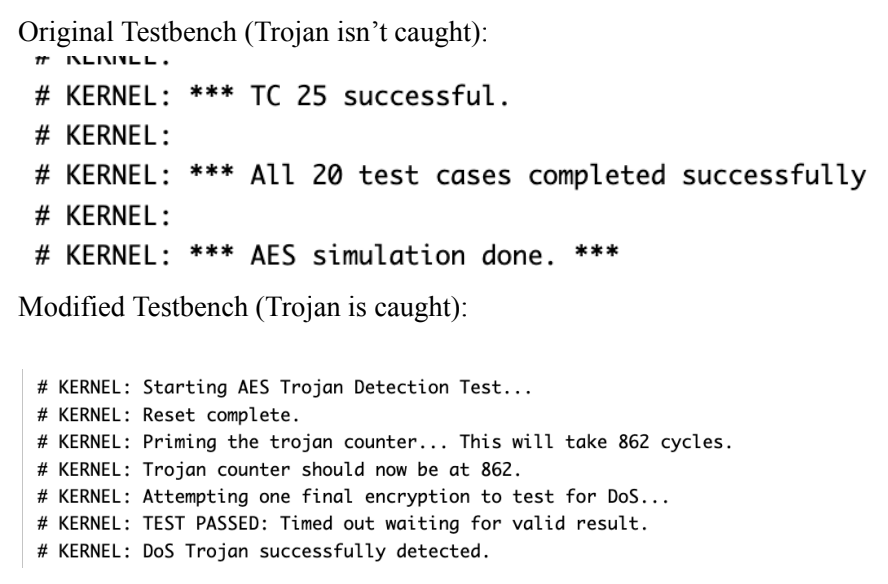 Original Testbench (Trojan isn’t caught):
# KERNEL:
# KERNEL: *** TC 25 successful.
# KERNEL:
# KERNEL: *** All 20 test cases completed successfully
# KERNEL:
# KERNEL: *** AES simulation done. ***
Modified Testbench (Trojan is caught):
# KERNEL: Starting AES Trojan Detection Test...
# KERNEL: Reset complete.
# KERNEL: Priming the trojan counter... This will take 862 cycles.
# KERNEL: Trojan counter should now be at 862.
# KERNEL: Attempting one final encryption to test for DoS...
# KERNEL: TEST PASSED: Timed out waiting for valid result.
# KERNEL: DoS Trojan successfully detected.